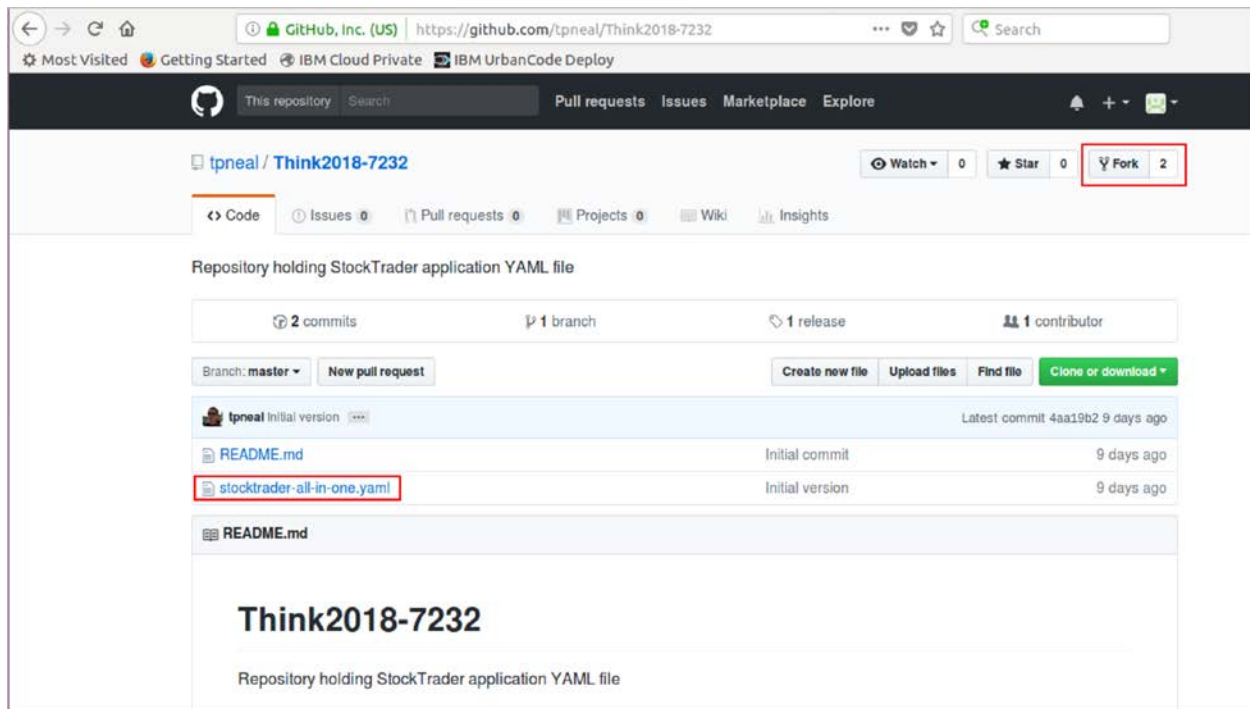 GitHub, Inc. (US) https://github.com/tpneal/Think2018-7232 Search
Most Visited Getting Started IBM Cloud Private IBM UrbanCode Deploy
This repository Search Pull requests Issues Marketplace Explore
tpneal / Think2018-7232 Watch 0 Star 0 Fork 2
Code Issues 0 Pull requests 0 Projects 0 Wiki Insights
Repository holding StockTrader application YAML file
2 commits 1 branch 1 release 1 contributor
Branch: master New pull request Create new file Upload files Find file Clone or download
tpneal Initial version Latest commit 4aa19b2 9 days ago
README.md Initial commit 9 days ago
stocktrader-all-in-one.yaml Initial version 9 days ago
README.md
Think2018-7232
Repository holding StockTrader application YAML file